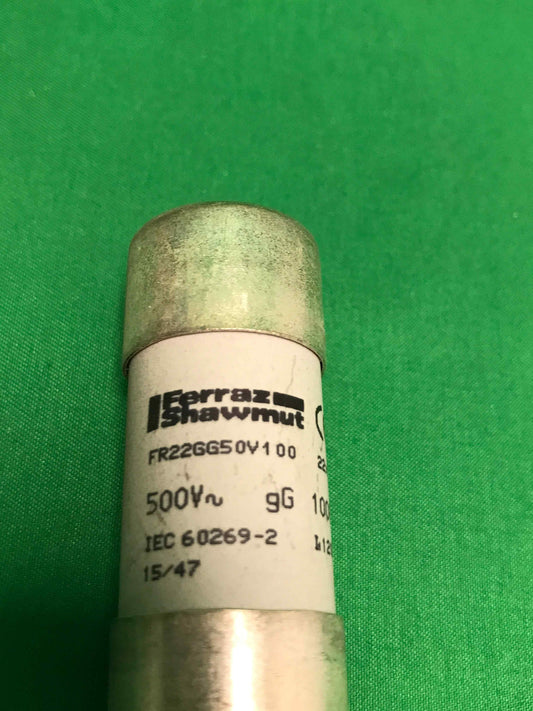 Ferraz
Shawmut
FR22GG50V100
500V~ gG
IEC 60269-2
15/47